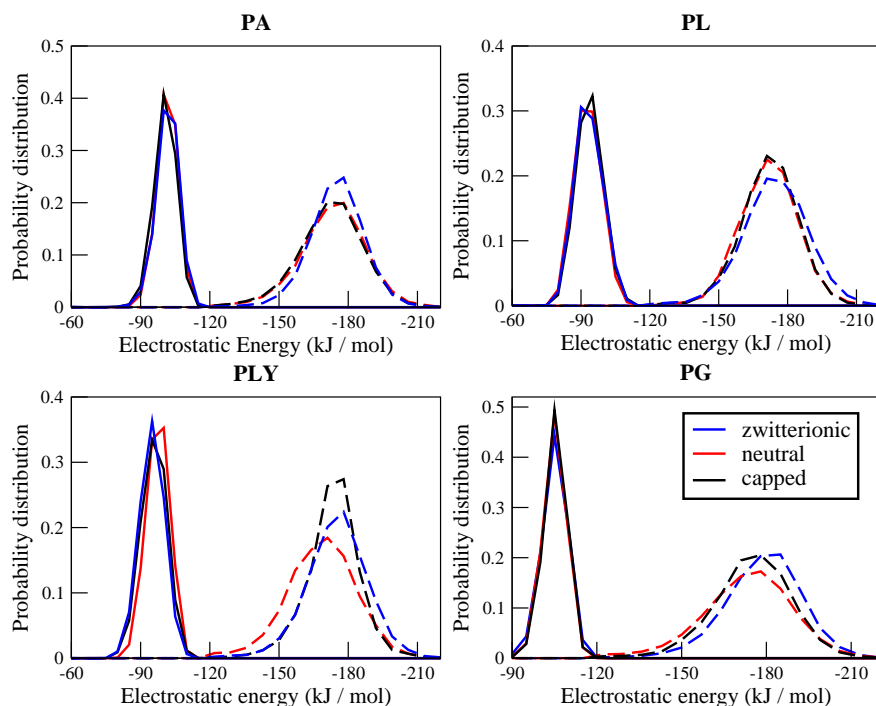 PA
PL
0.5
0.4
0.3
0.2
0.1
0
Probability distribution
-60 -90 -120 -150 -180 -210
Electrostatic Energy (kJ / mol)
0.4
0.3
0.2
0.1
0
Probability distribution
-60 -90 -120 -150 -180 -210
Electrostatic energy (kJ / mol)
PLY
PG
0.4
0.3
0.2
0.1
0
Probability distribution
-60 -90 -120 -150 -180 -210
Electrostatic energy (kJ / mol)
0.5
0.4
0.3
0.2
0.1
0
Probability distribution
-90 -120 -150 -180 -210
Electrostatic Energy (kJ / mol)
zwitterionic
neutral
capped